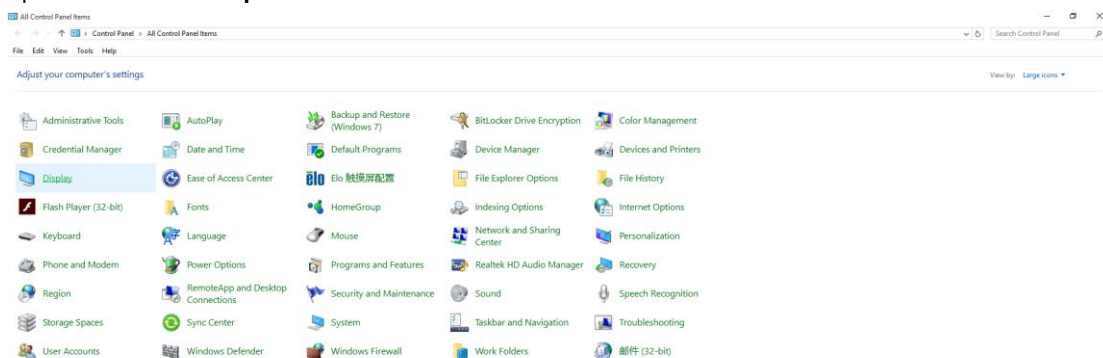 All Control Panel Items
Control Panel > All Control Panel Items
Search Control Panel
File Edit View Tools Help
Adjust your computer's settings
View by: Large icons
Administrative Tools
AutoPlay
Backup and Restore
(Windows 7)
BitLocker Drive Encryption
Color Management
Credential Manager
Date and Time
Default Programs
Device Manager
Devices and Printers
Display
Ease of Access Center
elo
Elo 触摸屏配置
File Explorer Options
File History
Flash Player (32-bit)
Fonts
HomeGroup
Indexing Options
Internet Options
Keyboard
Language
Mouse
Network and Sharing
Center
Personalization
Phone and Modem
Power Options
Programs and Features
Realtek HD Audio Manager
Recovery
Region
RemoteApp and Desktop
Connections
Security and Maintenance
Sound
Speech Recognition
Storage Spaces
Sync Center
System
Taskbar and Navigation
Troubleshooting
User Accounts
Windows Defender
Windows Firewall
Work Folders
邮件 (32-bit)